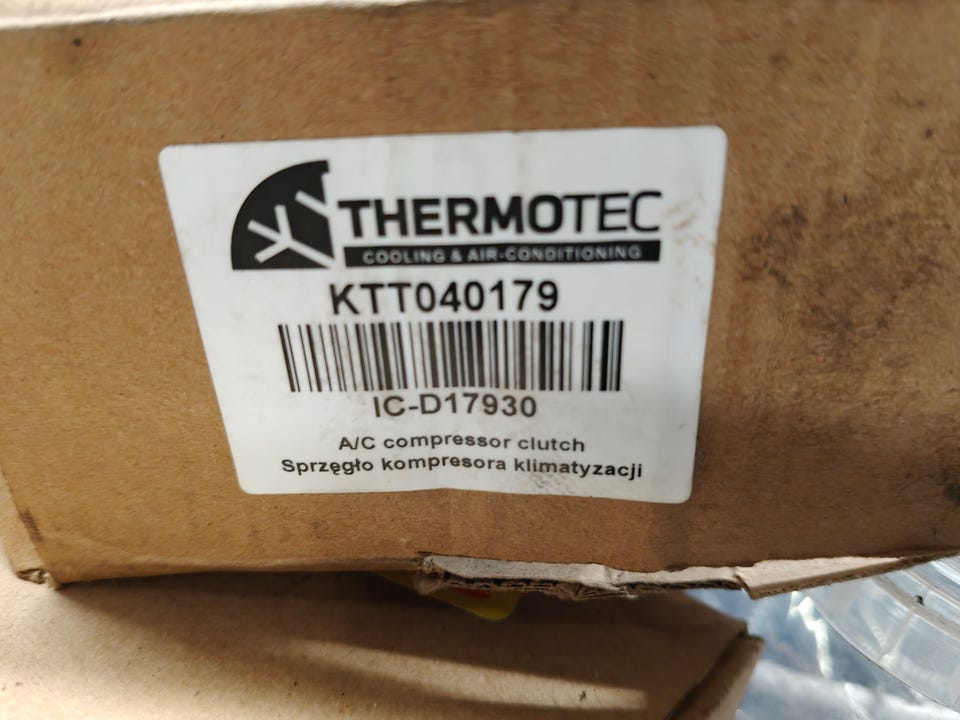 THERMOTEC
COOLING & AIR-CONDITIONING
KTT040179
IC-D17930
A/C compressor clutch
Sprzęgło kompresora klimatyzacji